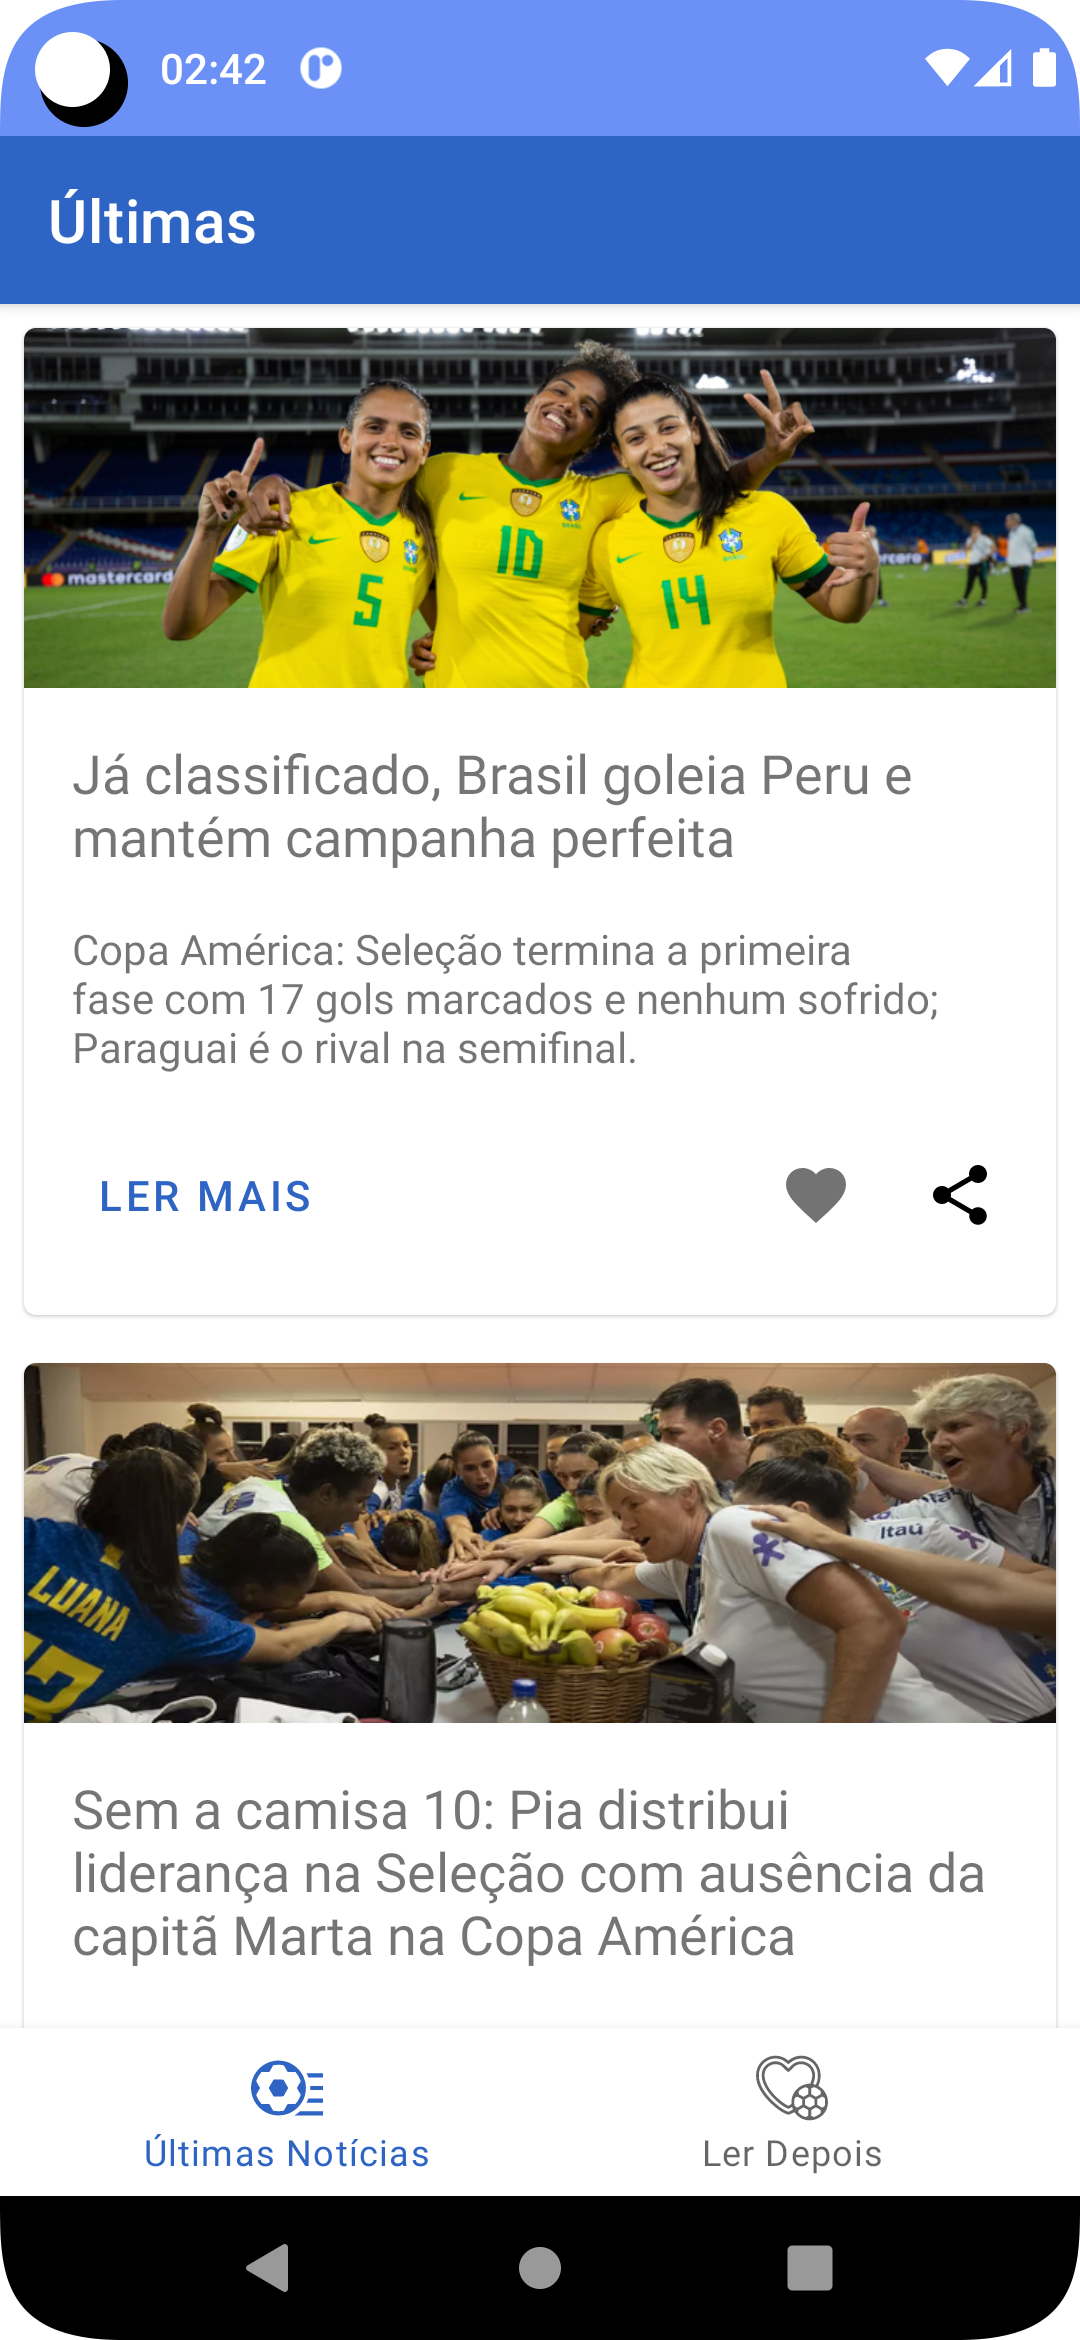 02:42
Últimas
mastercard
5
10
14
Já classificado, Brasil goleia Peru e
mantém campanha perfeita
Copa América: Seleção termina a primeira
fase com 17 gols marcados e nenhum sofrido;
Paraguai é o rival na semifinal.
LER MAIS
LUANA
Itaú
Sem a camisa 10: Pia distribui
liderança na Seleção com ausência da
capitã Marta na Copa América
Últimas Notícias
Ler Depois